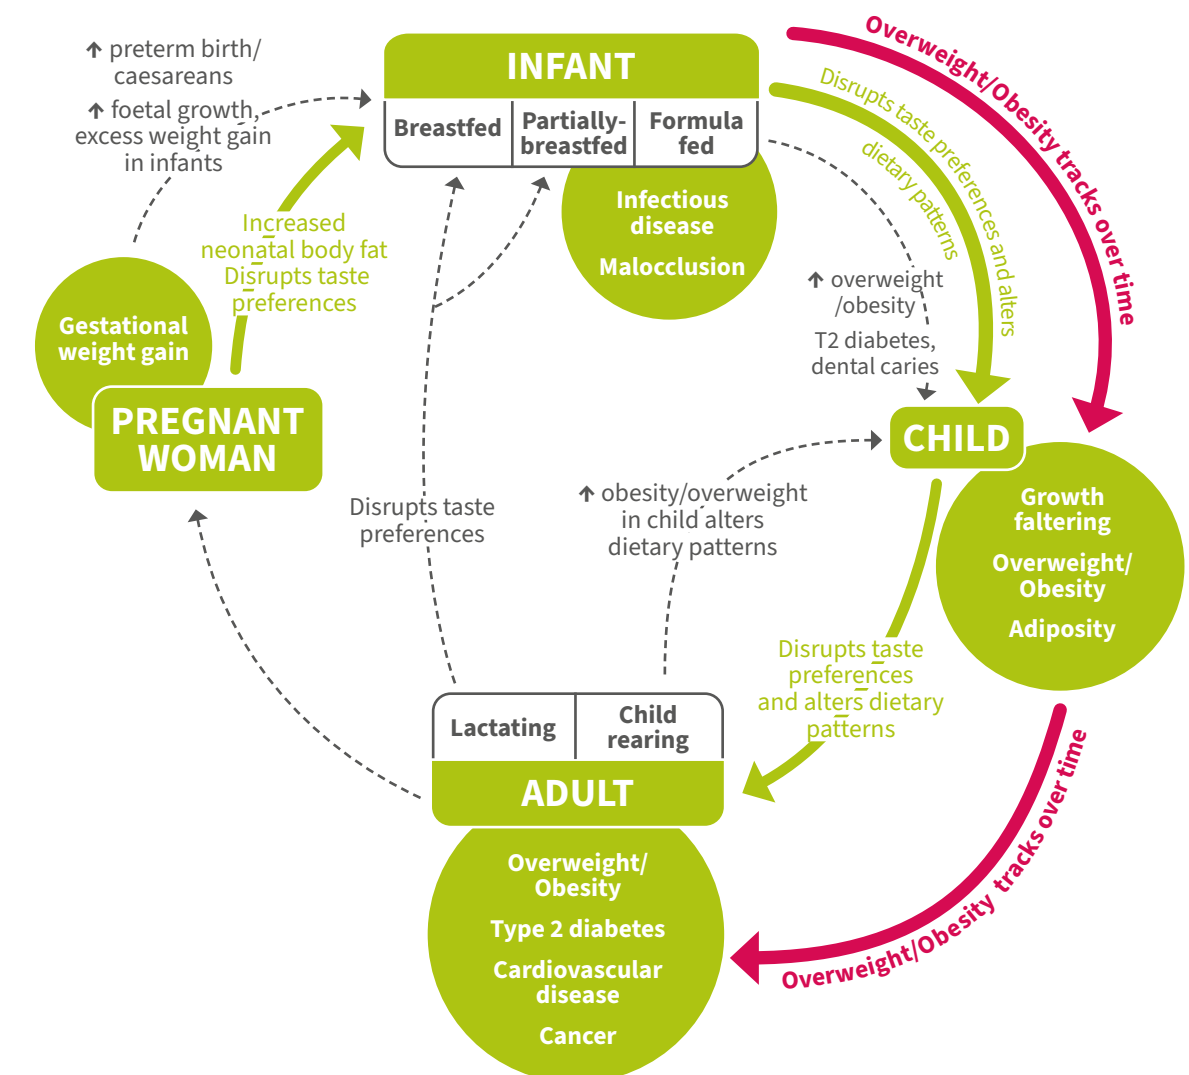 ↑ preterm birth/
caesareans
↑ foetal growth,
excess weight gain
in infants
INFANT
Breastfed
Partially-
breastfed
Formula
fed
Infectious
disease
Malocclusion
Overweight/Obesity tracks over time
Disrupts taste preferences and alters
dietary patterns
Increased
neonatal body fat
Disrupts taste
preferences
↑ overweight
/obesity
T2 diabetes,
dental caries
Gestational
weight gain
PREGNANT
WOMAN
CHILD
Growth
faltering
Overweight/
Obesity
Adiposity
Disrupts taste
preferences
↑ obesity/overweight
in child alters
dietary patterns
Disrupts taste
preferences
and alters dietary
patterns
Lactating
Child
rearing
ADULT
Overweight/
Obesity
Type 2 diabetes
Cardiovascular
disease
Cancer
Overweight/Obesity tracks over time